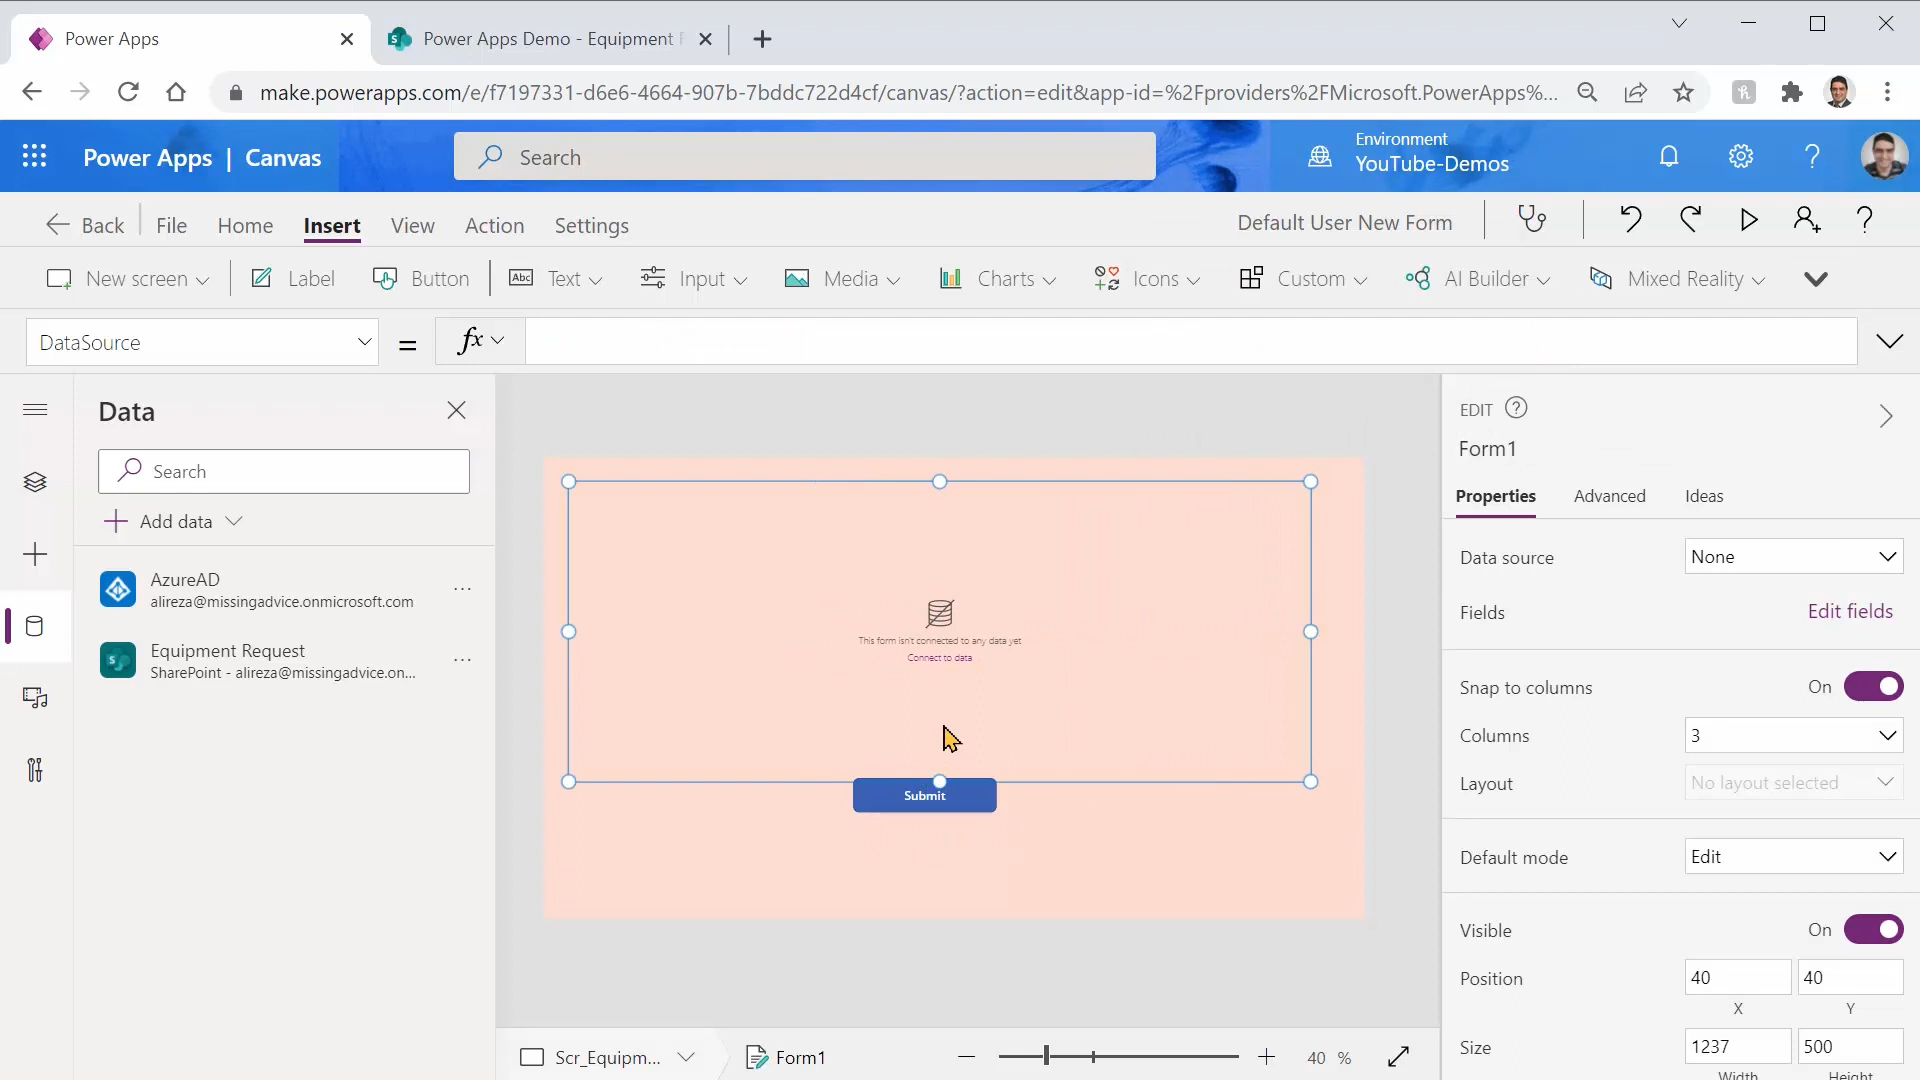 Power Apps
Power Apps Demo - Equipment
make.powerapps.com/e/f7197331-d6e6-4664-907b-7bddc722d4cf/canvas/?action=edit&app-id=%2Fproviders%2FMicrosoft.PowerApps%...
Power Apps | Canvas
Search
Environment
YouTube-Demos
Back
File
Home
Insert
View
Action
Settings
Default User New Form
New screen
Label
Button
Abc
Text
Input
Media
Charts
Icons
Custom
AI Builder
Mixed Reality
DataSource
=
fx
Data
Search
Add data
AzureAD
alireza@missingadvice.onmicrosoft.com
Equipment Request
SharePoint - alireza@missingadvice.on...
This form isn't connected to any data yet
Connect to data
Submit
EDIT
Form1
Properties
Advanced
Ideas
Data source
None
Fields
Edit fields
Snap to columns
On
Columns
3
Layout
No layout selected
Default mode
Edit
Visible
On
Position
40
40
X
Y
Size
1237
500
Width
Height
Scr_Equipm...
Form1
40 %